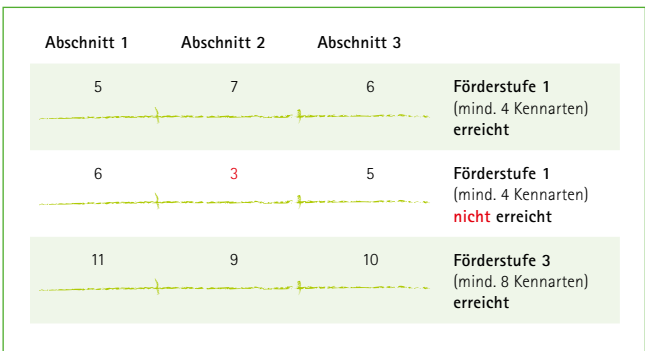 Abschnitt 1 Abschnitt 2 Abschnitt 3
5 7 6 Förderstufe 1
(mind. 4 Kennarten)
erreicht
6 3 5 Förderstufe 1
(mind. 4 Kennarten)
nicht erreicht
11 9 10 Förderstufe 3
(mind. 8 Kennarten)
erreicht